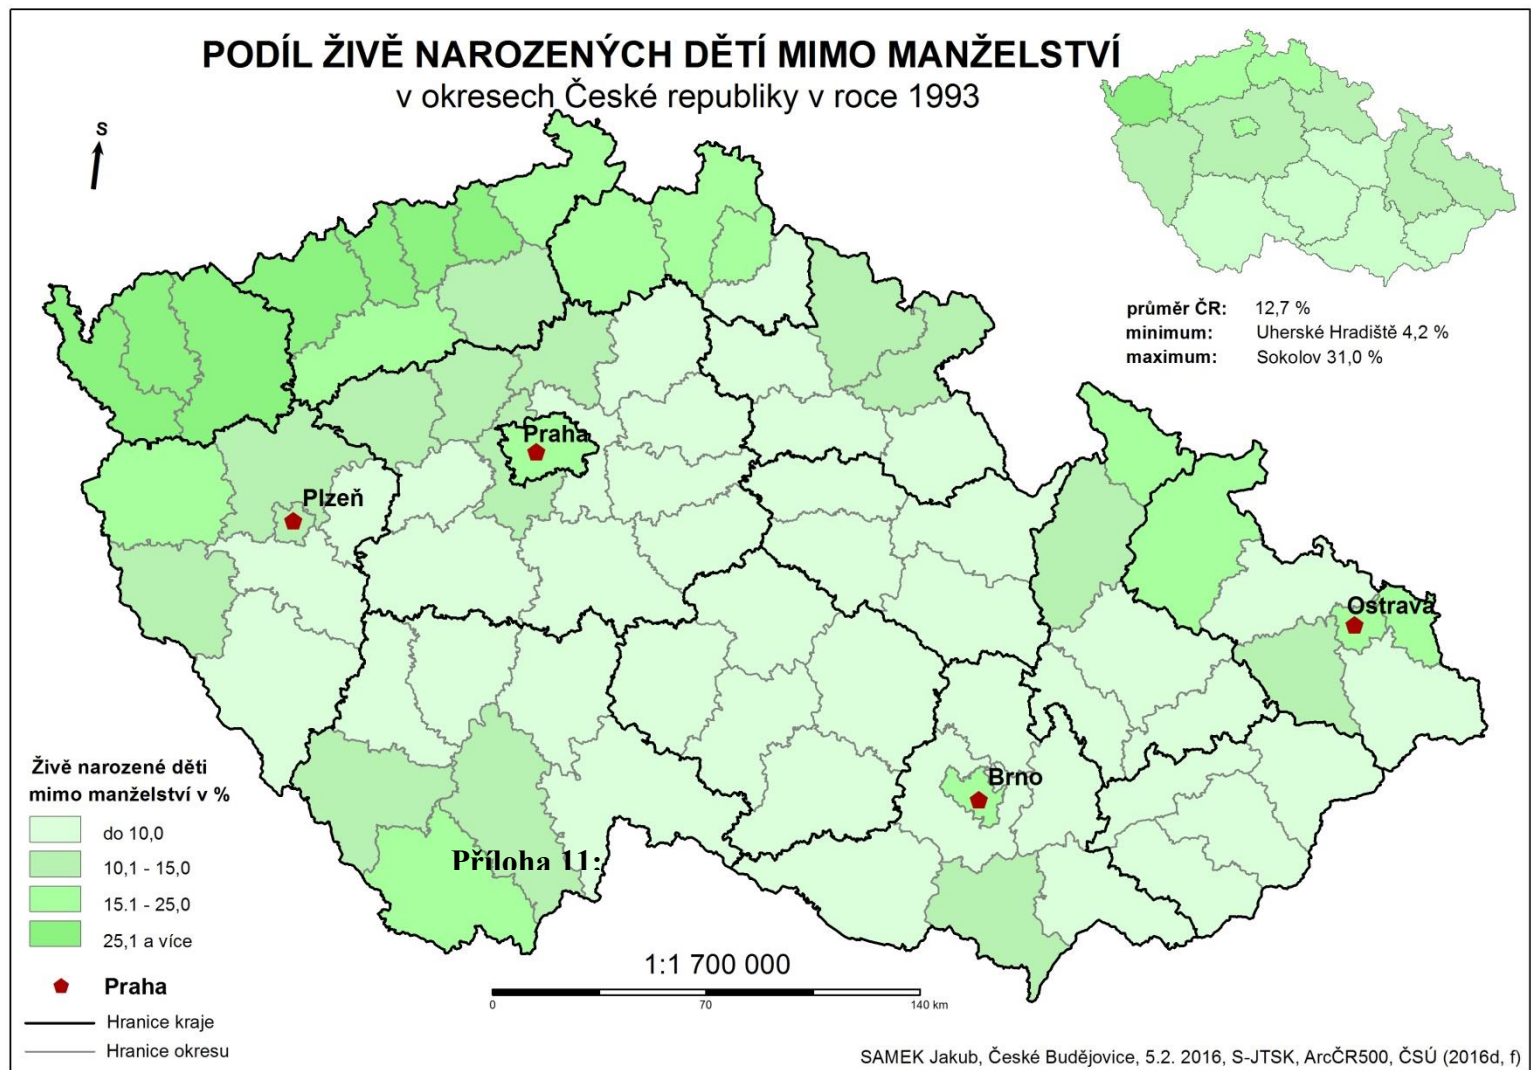 PODÍL ŽIVĚ NAROZENÝCH DĚTÍ MIMO MANŽELSTVÍ
v okresech České republiky v roce 1993
S
průměr ČR: 12,7 %
minimum: Uherské Hradiště 4,2 %
maximum: Sokolov 31,0 %
Praha
Plzeň
Ostrava
Brno
Příloha 11:
Živě narozené děti
mimo manželství v %
do 10,0
10,1 - 15,0
15.1 - 25,0
25,1 a více
Praha
Hranice kraje
Hranice okresu
1:1 700 000
0 70 140 km
SAMEK Jakub, České Budějovice, 5.2. 2016, S-JTSK, ArcČR500, ČSÚ (2016d, f)